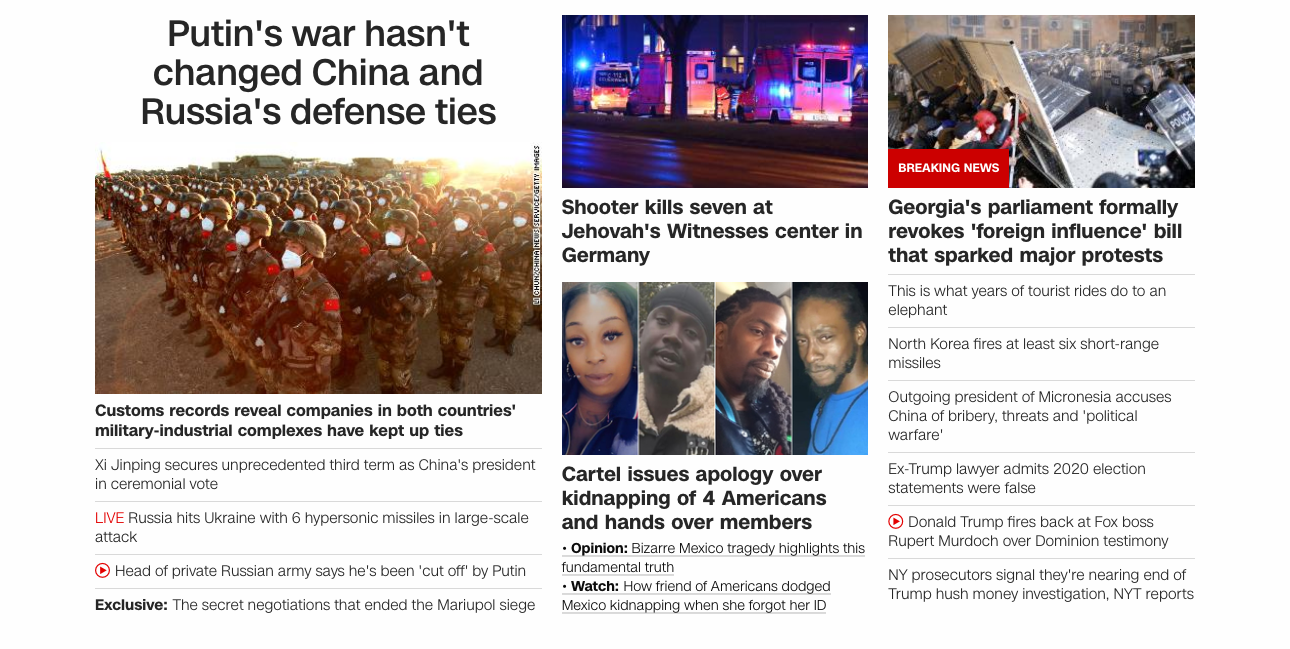 Putin's war hasn't
changed China and
Russia's defense ties
LI CHUN/CHINA NEWS SERVICE/GETTY IMAGES
Customs records reveal companies in both countries'
military-industrial complexes have kept up ties
Xi Jinping secures unprecedented third term as China's president
in ceremonial vote
LIVE Russia hits Ukraine with 6 hypersonic missiles in large-scale
attack
Head of private Russian army says he's been 'cut off' by Putin
Exclusive: The secret negotiations that ended the Mariupol siege
112
Shooter kills seven at
Jehovah's Witnesses center in
Germany
Cartel issues apology over
kidnapping of 4 Americans
and hands over members
• Opinion: Bizarre Mexico tragedy highlights this
fundamental truth
• Watch: How friend of Americans dodged
Mexico kidnapping when she forgot her ID
POLICE
BREAKING NEWS
Georgia's parliament formally
revokes 'foreign influence' bill
that sparked major protests
This is what years of tourist rides do to an
elephant
North Korea fires at least six short-range
missiles
Outgoing president of Micronesia accuses
China of bribery, threats and 'political
warfare'
Ex-Trump lawyer admits 2020 election
statements were false
Donald Trump fires back at Fox boss
Rupert Murdoch over Dominion testimony
NY prosecutors signal they're nearing end of
Trump hush money investigation, NYT reports